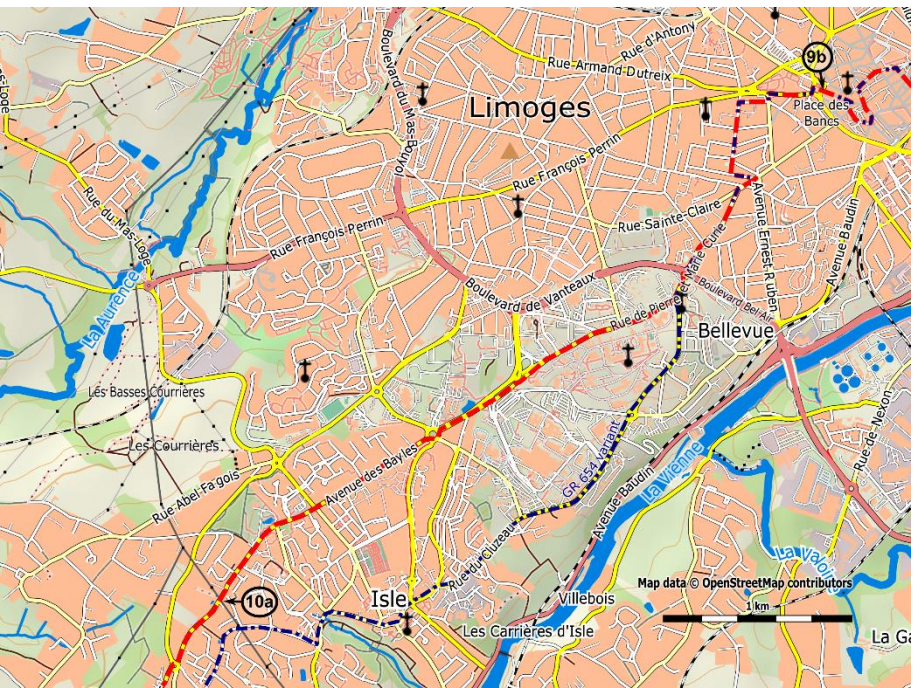 Boulevard du Mas-Bouyol
Rue d'Antony
Rue Armand Dutreix
9b
Limoges
Place des
Bancs
Rue François Perrin
Rue du Mas-Loge
Rue Sainte-Claire
Avenue Ernest Ruben
Avenue Baudin
Rue François Perrin
La Aurence
Boulevard de Vanteaux
Rue de Pierre et Marie Curie
Boulevard Bel-Air
Bellevue
Les Basses Courrières
Les Courrières
Avenue des Bayles
Rue Abel Fagois
GR 654 variant
Avenue Baudin
La Vienne
Rue de Nexon
Rue du Cluzeau
La Valoine
Map data © OpenStreetMap contributors
1 km
10a
Isle
Villebois
Les Carrières d'Isle
La Ga